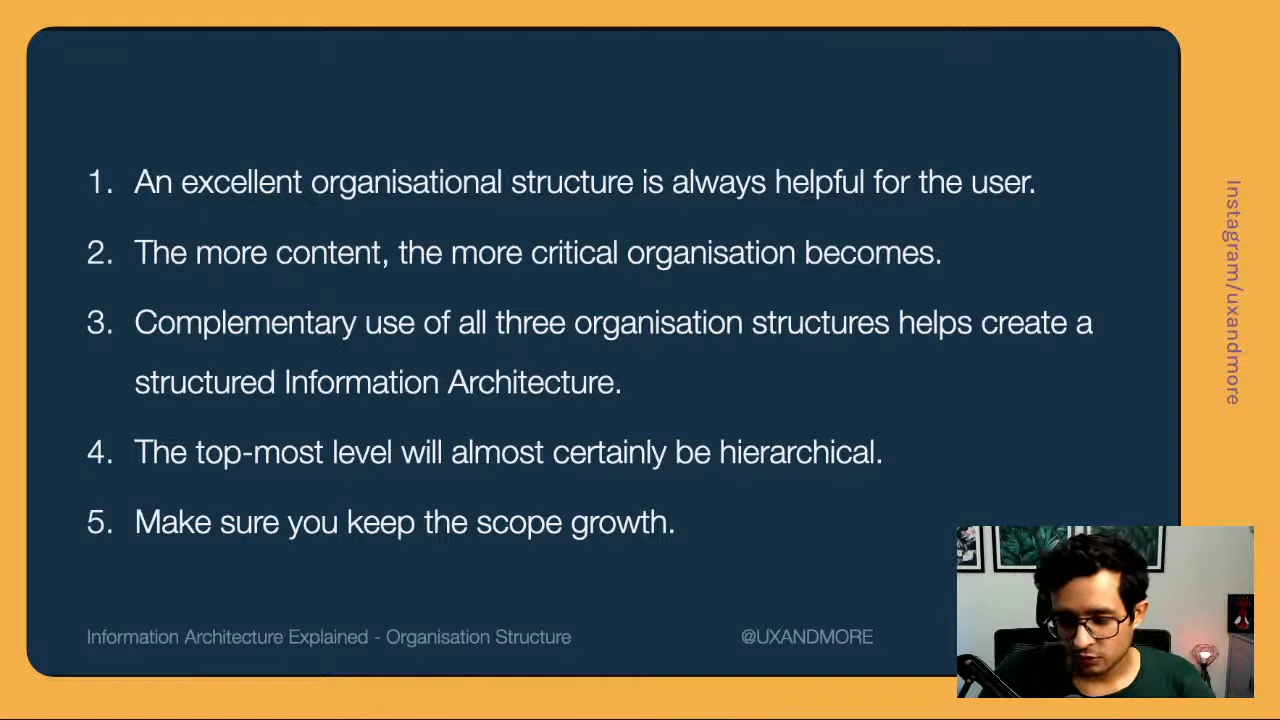 1. An excellent organisational structure is always helpful for the user.
2. The more content, the more critical organisation becomes.
3. Complementary use of all three organisation structures helps create a
structured Information Architecture.
4. The top-most level will almost certainly be hierarchical.
5. Make sure you keep the scope growth.
Information Architecture Explained - Organisation Structure
@UXANDMORE
Instagram/uxandmore